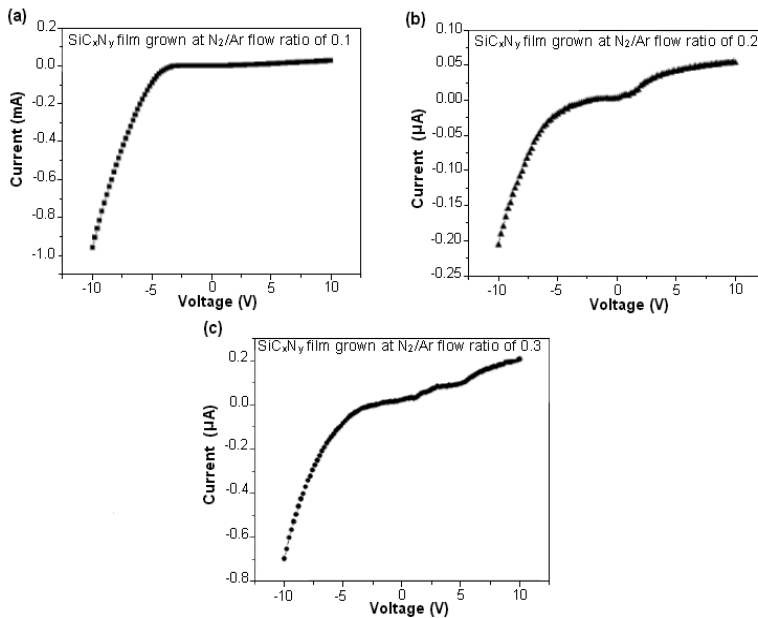 (a)
SiCxNy film grown at N2/Ar flow ratio of 0.1
0.2
0.0
-0.2
-0.4
-0.6
-0.8
-1.0
Current (mA)
-10 -5 0 5 10
Voltage (V)
(b)
SiCxNy film grown at N2/Ar flow ratio of 0.2
0.10
0.05
0.00
-0.05
-0.10
-0.15
-0.20
-0.25
Current (µA)
-10 -5 0 5 10
Voltage (V)
(c)
SiCxNy film grown at N2/Ar flow ratio of 0.3
0.2
0.0
-0.2
-0.4
-0.6
-0.8
Current (µA)
-10 -5 0 5 10
Voltage (V)